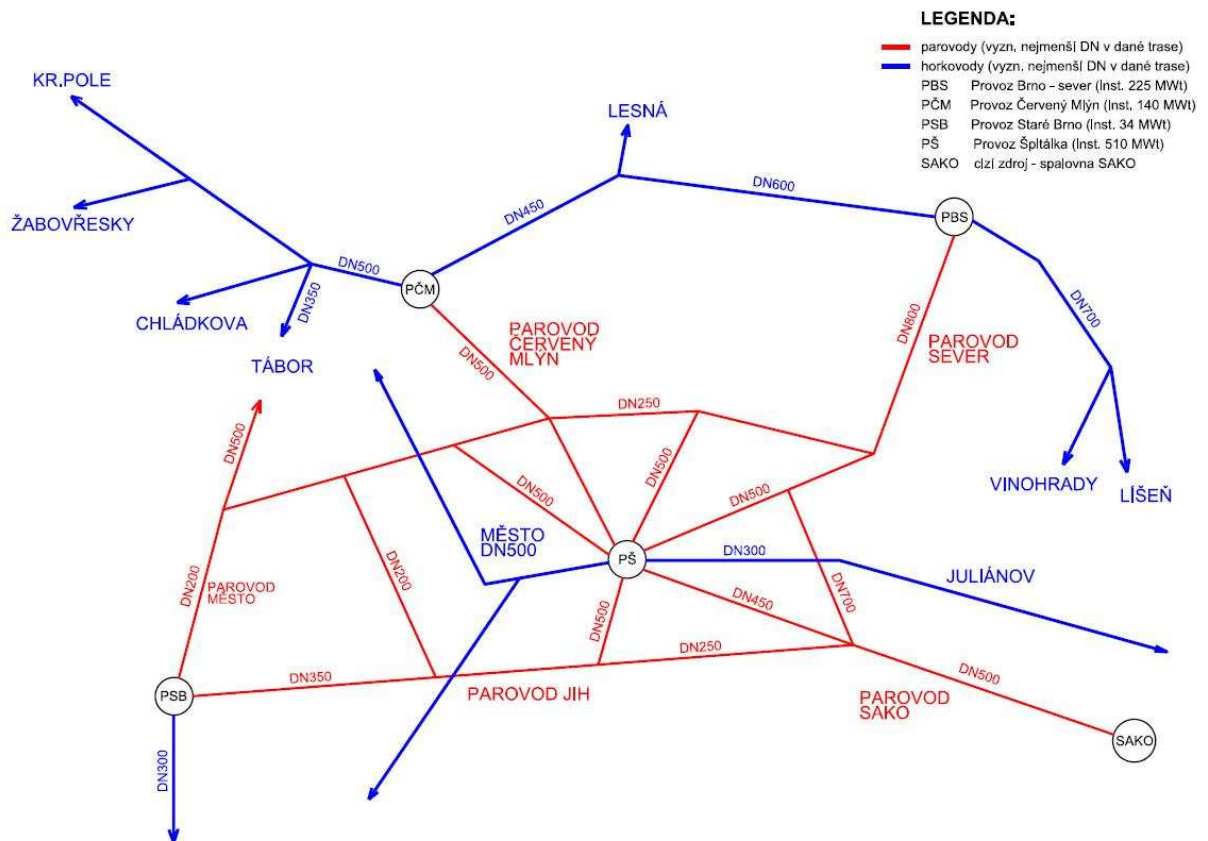 LEGENDA:
parovody (vyzn. nejmenší DN v dané trase)
horkovody (vyzn. nejmenší DN v dané trase)
PBS Provoz Brno - sever (Inst. 225 MWt)
PČM Provoz Červený Mlýn (Inst. 140 MWt)
PSB Provoz Staré Brno (Inst. 34 MWt)
PŠ Provoz Špitálka (Inst. 510 MWt)
SAKO cizí zdroj - spalovna SAKO
KR.POLE
LESNÁ
DN600
DN450
PBS
ŽABOVŘESKY
DN500
PČM
DN350
CHLÁDKOVA
TÁBOR
DN700
DN800
PAROVOD
SEVER
PAROVOD
ČERVENÝ
MLÝN
DN500
DN250
DN500
DN500
DN500
DN500
VINOHRADY
LÍŠEŇ
MĚSTO
DN500
PŠ
DN300
JULIÁNOV
DN200
PAROVOD
MĚSTO
DN200
DN450
DN700
DN500
DN250
DN350
PSB
PAROVOD JIH
PAROVOD
SAKO
DN500
SAKO
DN300